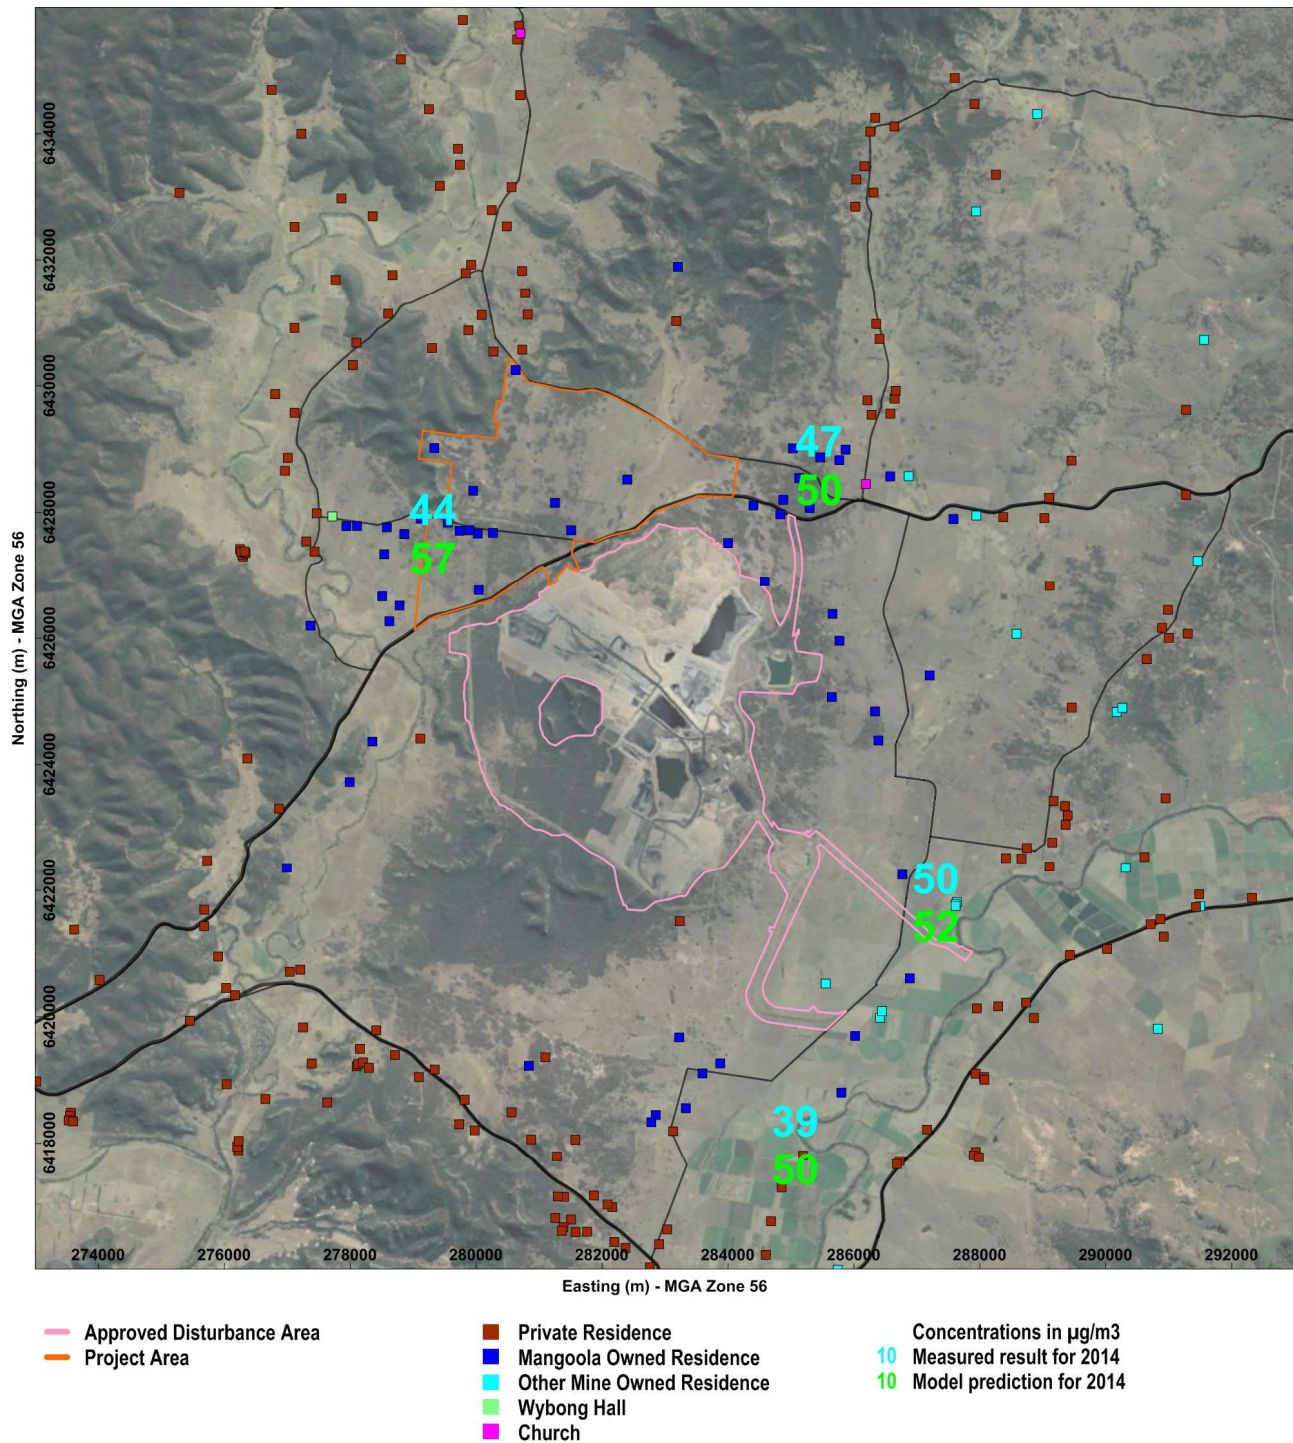 6434000
6432000
6430000
6428000
6426000
6424000
6422000
6420000
6418000
Northing (m) - MGA Zone 56
47
50
44
57
50
52
39
50
274000 276000 278000 280000 282000 284000 286000 288000 290000 292000
Easting (m) - MGA Zone 56
Approved Disturbance Area
Project Area
Private Residence
Mangoola Owned Residence
Other Mine Owned Residence
Wybong Hall
Church
Concentrations in µg/m3
10 Measured result for 2014
10 Model prediction for 2014